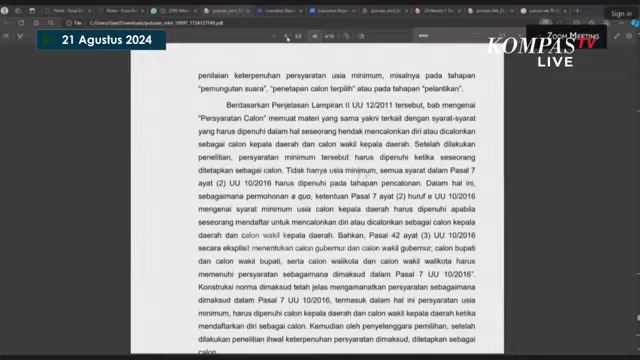 21 Agustus 2024
ZOOM MEETING
KOMPAS TV
LIVE
Sign in
File
C:/Users/User/Downloads/putusan_mkri_10097_1724127749.pdf
penilaian keterpenuhan persyaratan usia minimum, misalnya pada tahapan
"pemungutan suara", "penetapan calon terpilih" atau pada tahapan "pelantikan".
Berdasarkan Penjelasan Lampiran II UU 12/2011 tersebut, bab mengenai
"Persyaratan Calon" memuat materi yang sama yakni terkait dengan syarat-syarat
yang harus dipenuhi dalam hal seseorang hendak mencalonkan diri atau dicalonkan
sebagai calon kepala daerah dan calon wakil kepala daerah. Setelah dilakukan
penelitian, persyaratan minimum tersebut harus dipenuhi ketika seseorang
ditetapkan sebagai calon. Tidak hanya usia minimum, semua syarat dalam Pasal 7
ayat (2) UU 10/2016 harus dipenuhi pada tahapan pencalonan. Dalam hal ini,
sebagaimana permohonan a quo, ketentuan Pasal 7 ayat (2) huruf e UU 10/2016
mengenai syarat minimum usia calon kepala daerah harus dipenuhi apabila
seseorang mendaftar untuk mencalonkan diri atau dicalonkan sebagai calon kepala
daerah dan calon wakil kepala daerah. Bahkan, Pasal 42 ayat (3) UU 10/2016
secara eksplisit menentukan calon gubernur dan calon wakil gubernur; calon bupati
dan calon wakil bupati, serta calon walikota dan calon wakil walikota harus
memenuhi persyaratan sebagaimana dimaksud dalam Pasal 7 UU 10/2016".
Konstruksi norma dimaksud telah jelas mengamanatkan persyaratan sebagaimana
dimaksud dalam Pasal 7 UU 10/2016, termasuk dalam hal ini persyaratan usia
minimum, harus dipenuhi calon kepala daerah dan calon wakil kepala daerah ketika
mendaftarkan diri sebagai calon. Kemudian oleh penyelenggara pemilihan, setelah
dilakukan penelitian ihwal keterpenuhan persyaratan dimaksud, ditetapkan sebagai
calon.